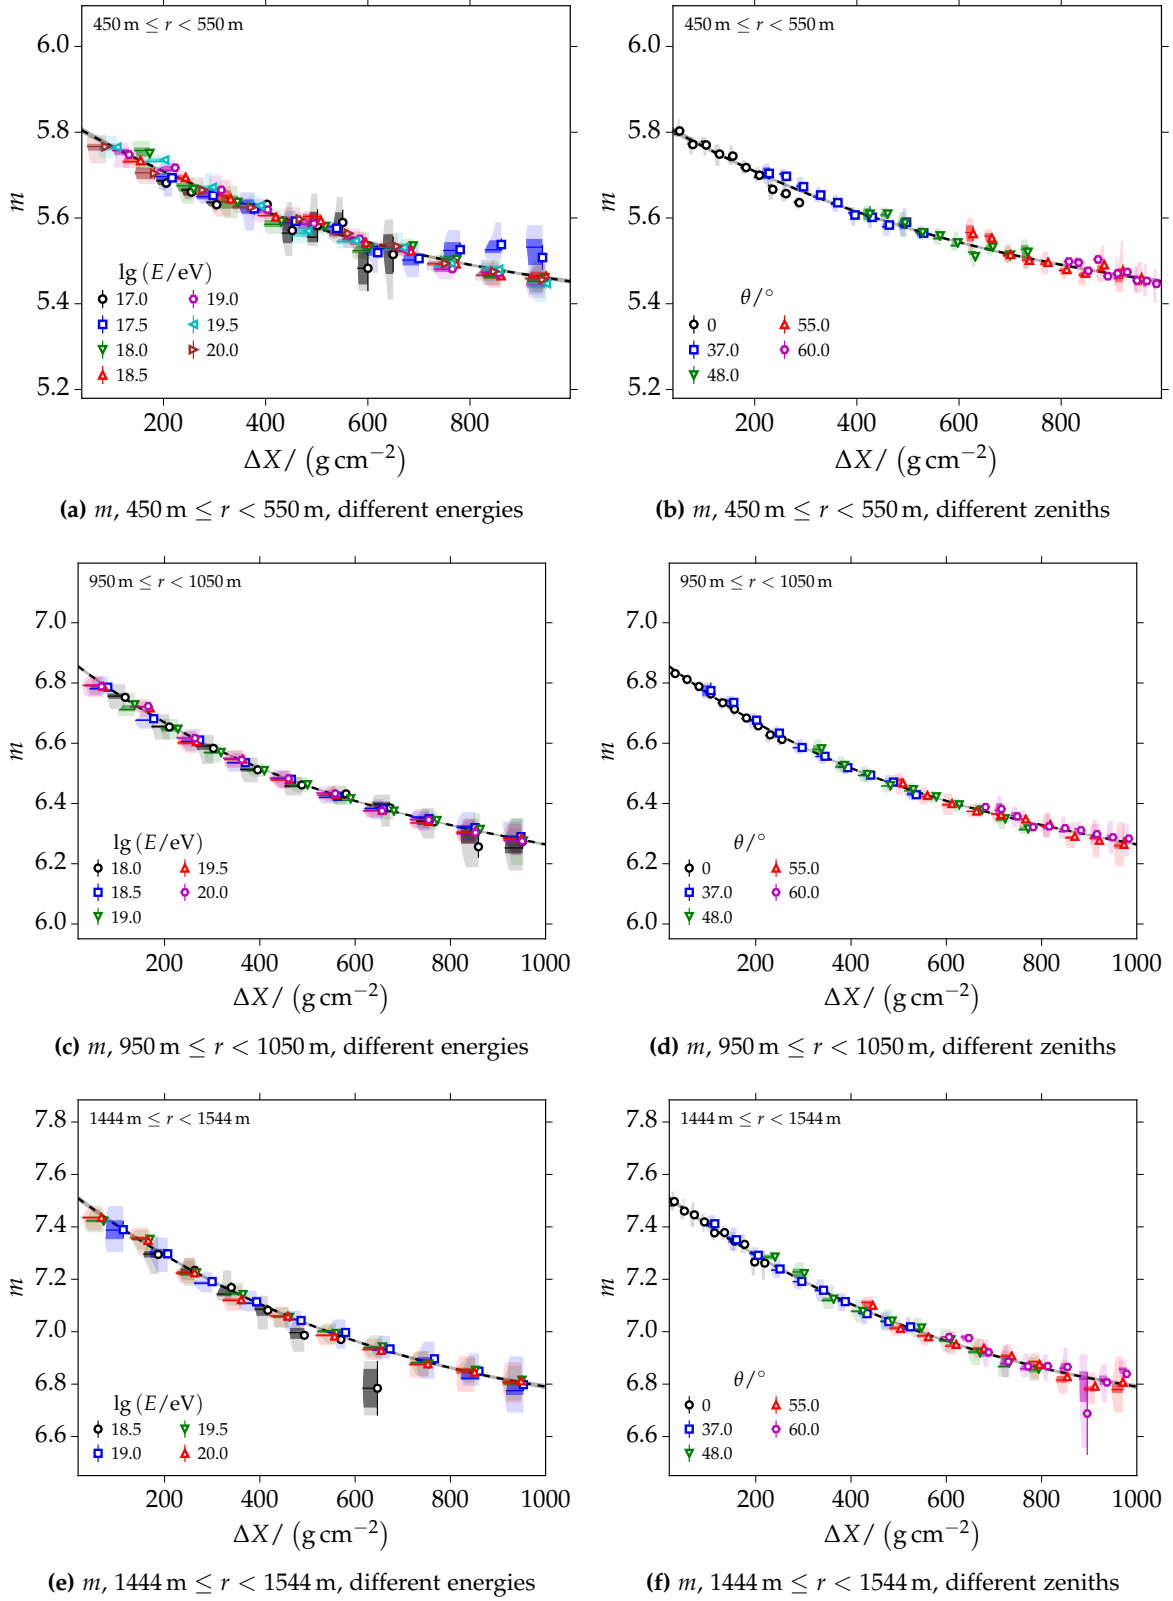 450 m ≤ r < 550 m
6.0
5.8
5.6
5.4
5.2
m
lg (E/eV)
17.0
17.5
18.0
18.5
19.0
19.5
20.0
200 400 600 800
ΔX/ (g cm⁻²)
(a) m, 450 m ≤ r < 550 m, different energies
450 m ≤ r < 550 m
6.0
5.8
5.6
5.4
5.2
m
θ/°
0
37.0
48.0
55.0
60.0
200 400 600 800
ΔX/ (g cm⁻²)
(b) m, 450 m ≤ r < 550 m, different zeniths
950 m ≤ r < 1050 m
7.0
6.8
6.6
6.4
6.2
6.0
m
lg (E/eV)
18.0
18.5
19.0
19.5
20.0
200 400 600 800 1000
ΔX/ (g cm⁻²)
(c) m, 950 m ≤ r < 1050 m, different energies
950 m ≤ r < 1050 m
7.0
6.8
6.6
6.4
6.2
6.0
m
θ/°
0
37.0
48.0
55.0
60.0
200 400 600 800 1000
ΔX/ (g cm⁻²)
(d) m, 950 m ≤ r < 1050 m, different zeniths
1444 m ≤ r < 1544 m
7.8
7.6
7.4
7.2
7.0
6.8
6.6
m
lg (E/eV)
18.5
19.0
19.5
20.0
200 400 600 800 1000
ΔX/ (g cm⁻²)
(e) m, 1444 m ≤ r < 1544 m, different energies
1444 m ≤ r < 1544 m
7.8
7.6
7.4
7.2
7.0
6.8
6.6
m
θ/°
0
37.0
48.0
55.0
60.0
200 400 600 800 1000
ΔX/ (g cm⁻²)
(f) m, 1444 m ≤ r < 1544 m, different zeniths